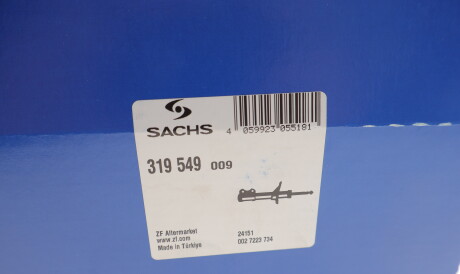 SACHS
4 059923 055181
319 549 009
ZF Aftermarket
www.zf.com
Made in Türkiye
24151
002 7223 734